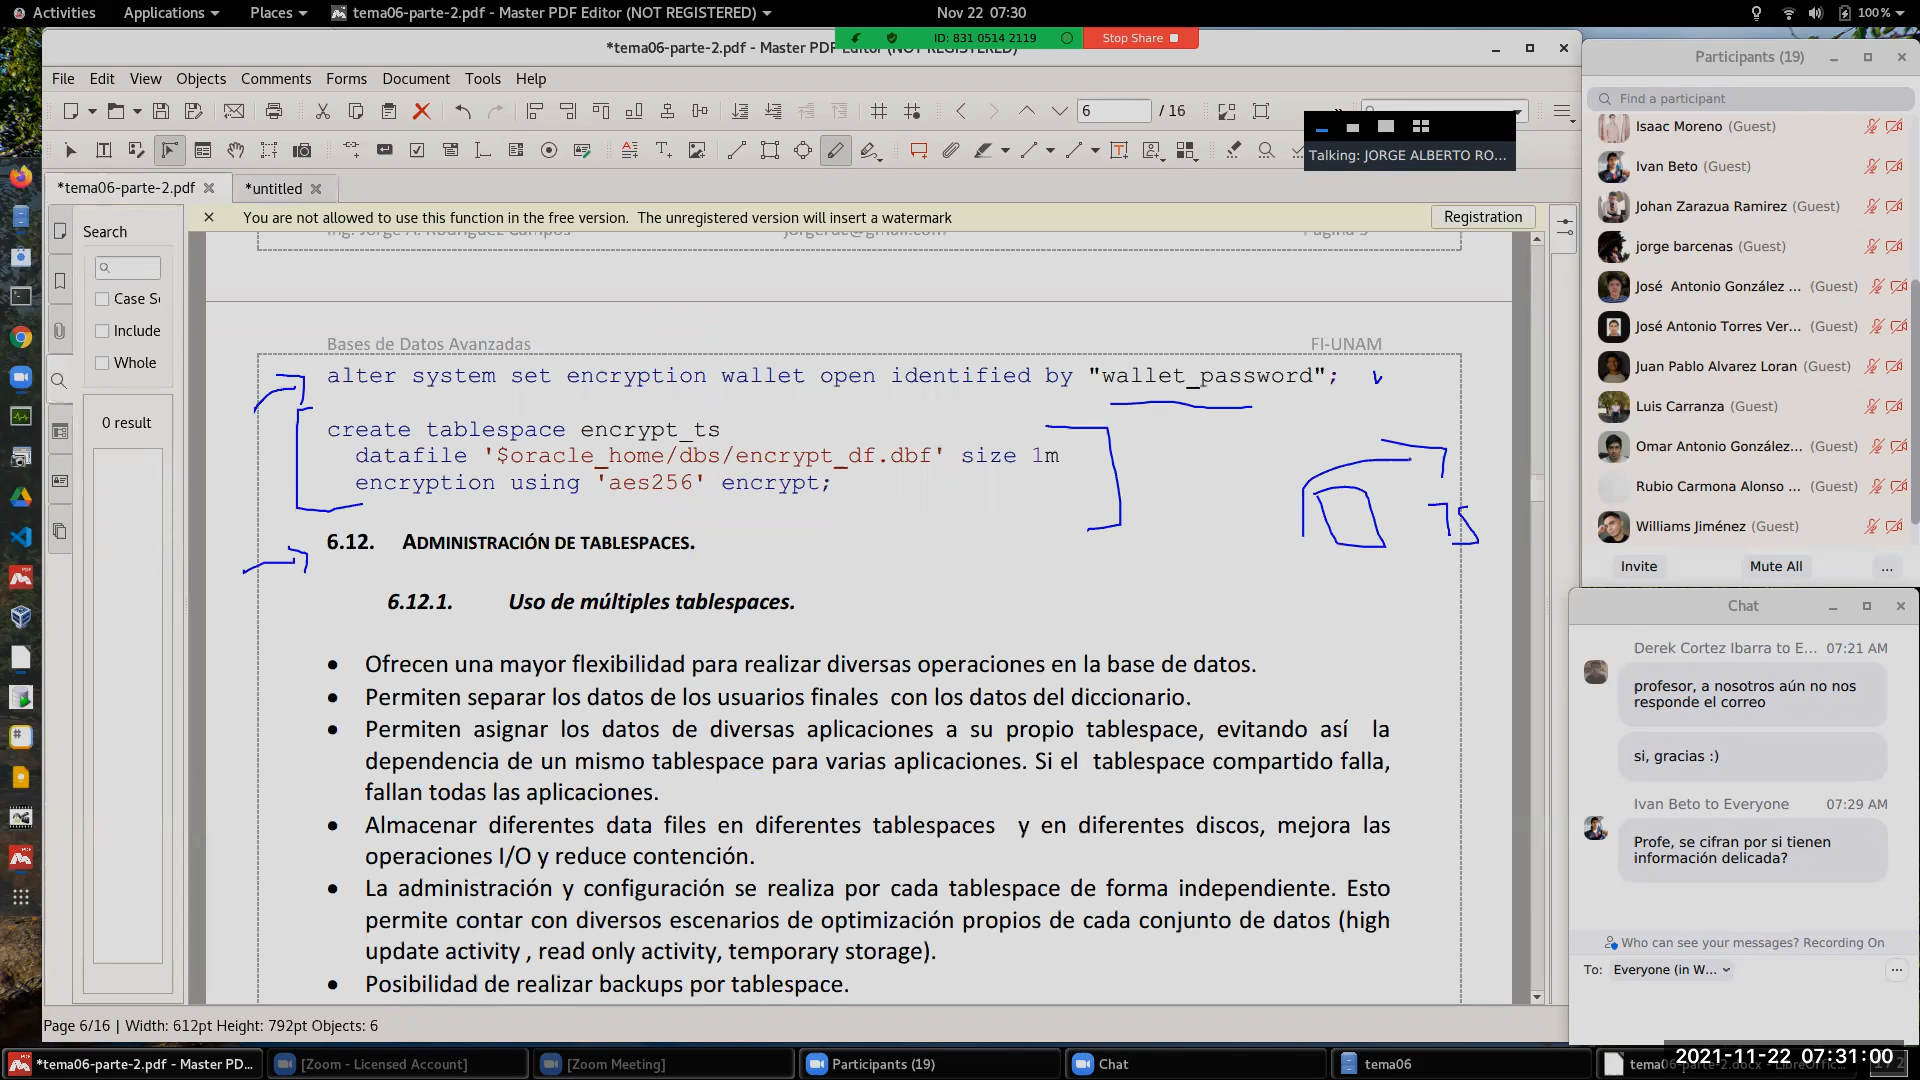 Activities
Applications
Places
tema06-parte-2.pdf - Master PDF Editor (NOT REGISTERED)
Nov 22 07:30
100%
*tema06-parte-2.pdf - Master PDF Editor (NOT REGISTERED)
ID: 831 0514 2119
Stop Share
File Edit View Objects Comments Forms Document Tools Help
6 / 16
Talking: JORGE ALBERTO RO...
*tema06-parte-2.pdf
*untitled
You are not allowed to use this function in the free version. The unregistered version will insert a watermark
Registration
Search
Case Se
Include
Whole
0 result
Bases de Datos Avanzadas
FI-UNAM
alter system set encryption wallet open identified by "wallet_password";
create tablespace encrypt_ts
datafile '$oracle_home/dbs/encrypt_df.dbf' size 1m
encryption using 'aes256' encrypt;
TS
6.12. ADMINISTRACIÓN DE TABLESPACES.
6.12.1. Uso de múltiples tablespaces.
• Ofrecen una mayor flexibilidad para realizar diversas operaciones en la base de datos.
• Permiten separar los datos de los usuarios finales con los datos del diccionario.
• Permiten asignar los datos de diversas aplicaciones a su propio tablespace, evitando así la
dependencia de un mismo tablespace para varias aplicaciones. Si el tablespace compartido falla,
fallan todas las aplicaciones.
• Almacenar diferentes data files en diferentes tablespaces y en diferentes discos, mejora las
operaciones I/O y reduce contención.
• La administración y configuración se realiza por cada tablespace de forma independiente. Esto
permite contar con diversos escenarios de optimización propios de cada conjunto de datos (high
update activity , read only activity, temporary storage).
• Posibilidad de realizar backups por tablespace.
Page 6/16 | Width: 612pt Height: 792pt Objects: 6
Participants (19)
Find a participant
Isaac Moreno (Guest)
Ivan Beto (Guest)
Johan Zarazua Ramirez (Guest)
jorge barcenas (Guest)
José Antonio González ... (Guest)
José Antonio Torres Ver... (Guest)
Juan Pablo Alvarez Loran (Guest)
Luis Carranza (Guest)
Omar Antonio González... (Guest)
Rubio Carmona Alonso ... (Guest)
Williams Jiménez (Guest)
Invite
Mute All
...
Chat
Derek Cortez Ibarra to E... 07:21 AM
profesor, a nosotros aún no nos
responde el correo
si, gracias :)
Ivan Beto to Everyone 07:29 AM
Profe, se cifran por si tienen
información delicada?
Who can see your messages? Recording On
To: Everyone (in W...
*tema06-parte-2.pdf - Master PD...
[Zoom - Licensed Account]
[Zoom Meeting]
Participants (19)
Chat
tema06
2021-11-22 07:31:00